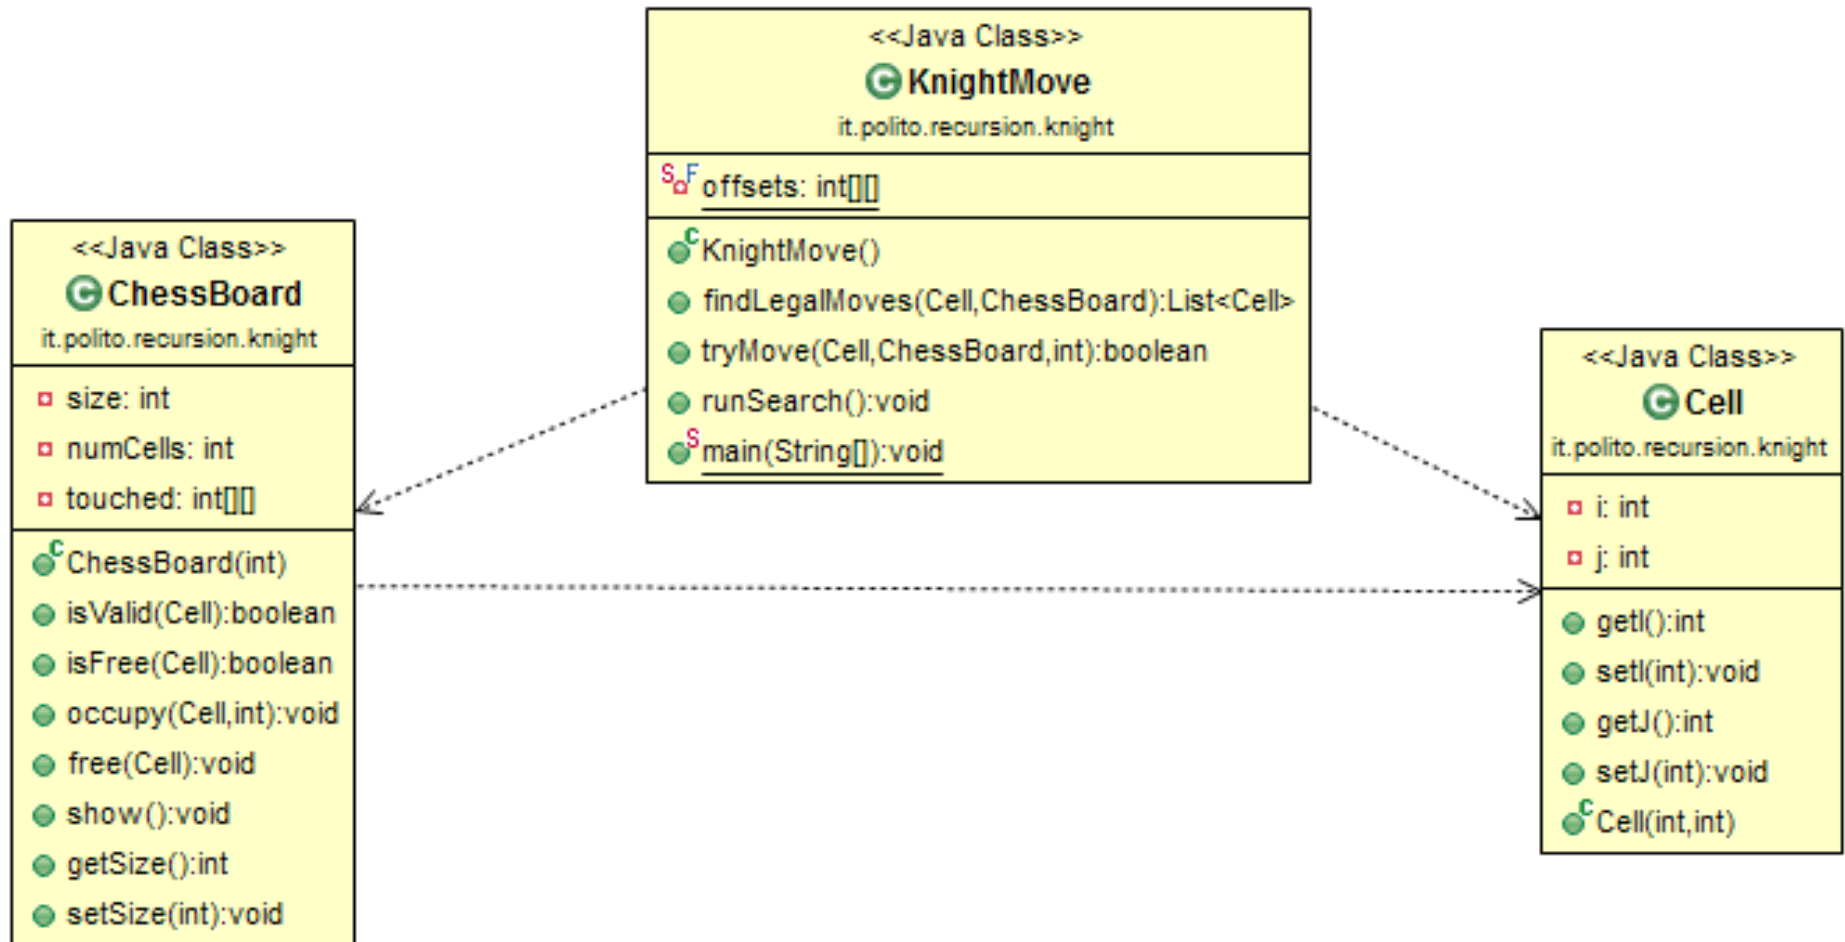 <<Java Class>>
KnightMove
it.polito.recursion.knight
offsets: int[][]
KnightMove()
findLegalMoves(Cell,ChessBoard):List<Cell>
tryMove(Cell,ChessBoard,int):boolean
runSearch():void
main(String[]):void
<<Java Class>>
ChessBoard
it.polito.recursion.knight
size: int
numCells: int
touched: int[][]
ChessBoard(int)
isValid(Cell):boolean
isFree(Cell):boolean
occupy(Cell,int):void
free(Cell):void
show():void
getSize():int
setSize(int):void
<<Java Class>>
Cell
it.polito.recursion.knight
i: int
j: int
getI():int
setI(int):void
getJ():int
setJ(int):void
Cell(int,int)